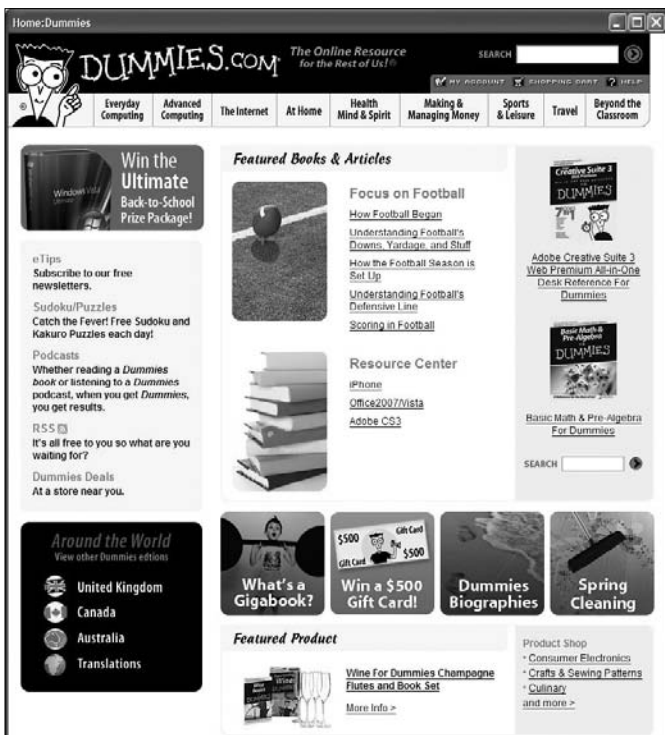 Home:Dummies
DUMMIES.COM®
The Online Resource
for the Rest of Us!®
SEARCH
MY ACCOUNT SHOPPING CART ? HELP
Everyday
Computing
Advanced
Computing
The Internet
At Home
Health
Mind & Spirit
Making &
Managing Money
Sports
& Leisure
Travel
Beyond the
Classroom
Windows Vista
Ultimate
Win the
Ultimate
Back-to-School
Prize Package!
eTips
Subscribe to our free
newsletters.
Sudoku/Puzzles
Catch the Fever! Free Sudoku and
Kakuro Puzzles each day!
Podcasts
Whether reading a Dummies
book or listening to a Dummies
podcast, when you get Dummies,
you get results.
RSS
It's all free to you so what are you
waiting for?
Dummies Deals
At a store near you.
Around the World
View other Dummies edtions
United Kingdom
Canada
Australia
Translations
Featured Books & Articles
Focus on Football
How Football Began
Understanding Football's
Downs, Yardage, and Stuff
How the Football Season is
Set Up
Understanding Football's
Defensive Line
Scoring in Football
Resource Center
iPhone
Office2007/Vista
Adobe CS3
Creative Suite 3
DUMMIES
Adobe Creative Suite 3
Web Premium All-in-One
Desk Reference For
Dummies
Basic Math &
Pre-Algebra
DUMMIES
Basic Math & Pre-Algebra
For Dummies
SEARCH
What's a
Gigabook?
$500
Gift Card
Gift Card
$500
Win a $500
Gift Card!
Dummies
Biographies
Spring
Cleaning
Featured Product
Wine For Dummies Champagne
Flutes and Book Set
More Info >
Product Shop
Consumer Electronics
Crafts & Sewing Patterns
Culinary
and more >